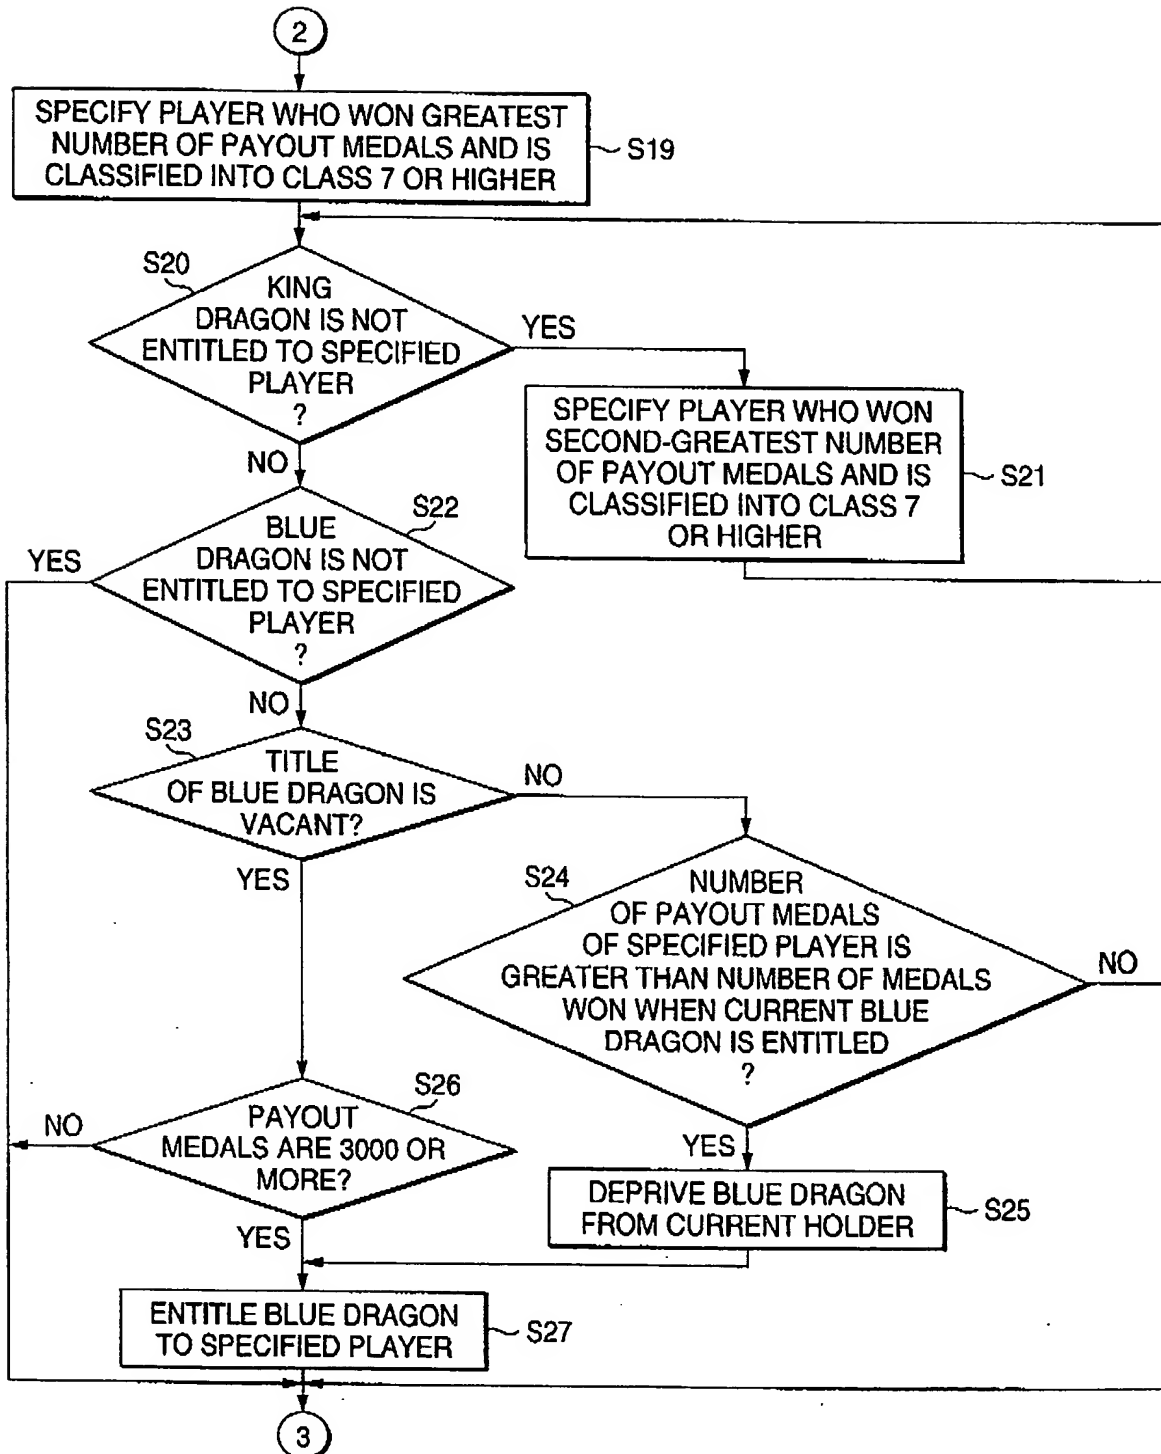 2
SPECIFY PLAYER WHO WON GREATEST
NUMBER OF PAYOUT MEDALS AND IS
CLASSIFIED INTO CLASS 7 OR HIGHER
S19
S20
KING
DRAGON IS NOT
ENTITLED TO SPECIFIED
PLAYER
?
YES
NO
SPECIFY PLAYER WHO WON
SECOND-GREATEST NUMBER
OF PAYOUT MEDALS AND IS
CLASSIFIED INTO CLASS 7
OR HIGHER
S21
S22
BLUE
DRAGON IS NOT
ENTITLED TO SPECIFIED
PLAYER
?
YES
NO
S23
TITLE
OF BLUE DRAGON IS
VACANT?
NO
YES
S24
NUMBER
OF PAYOUT MEDALS
OF SPECIFIED PLAYER IS
GREATER THAN NUMBER OF MEDALS
WON WHEN CURRENT BLUE
DRAGON IS ENTITLED
?
NO
YES
S26
PAYOUT
MEDALS ARE 3000 OR
MORE?
NO
YES
DEPRIVE BLUE DRAGON
FROM CURRENT HOLDER
S25
ENTITLE BLUE DRAGON
TO SPECIFIED PLAYER
S27
3